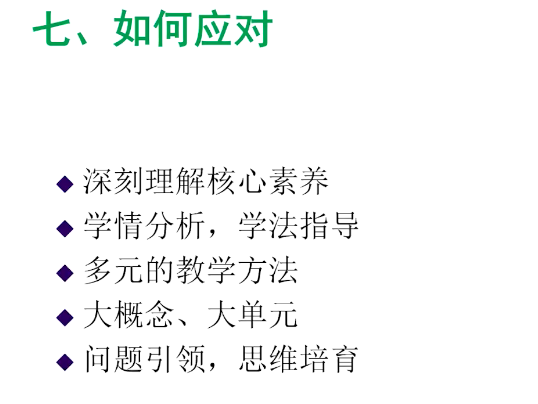 七、如何应对
◆ 深刻理解核心素养
◆ 学情分析，学法指导
◆ 多元的教学方法
◆ 大概念、大单元
◆ 问题引领，思维培育